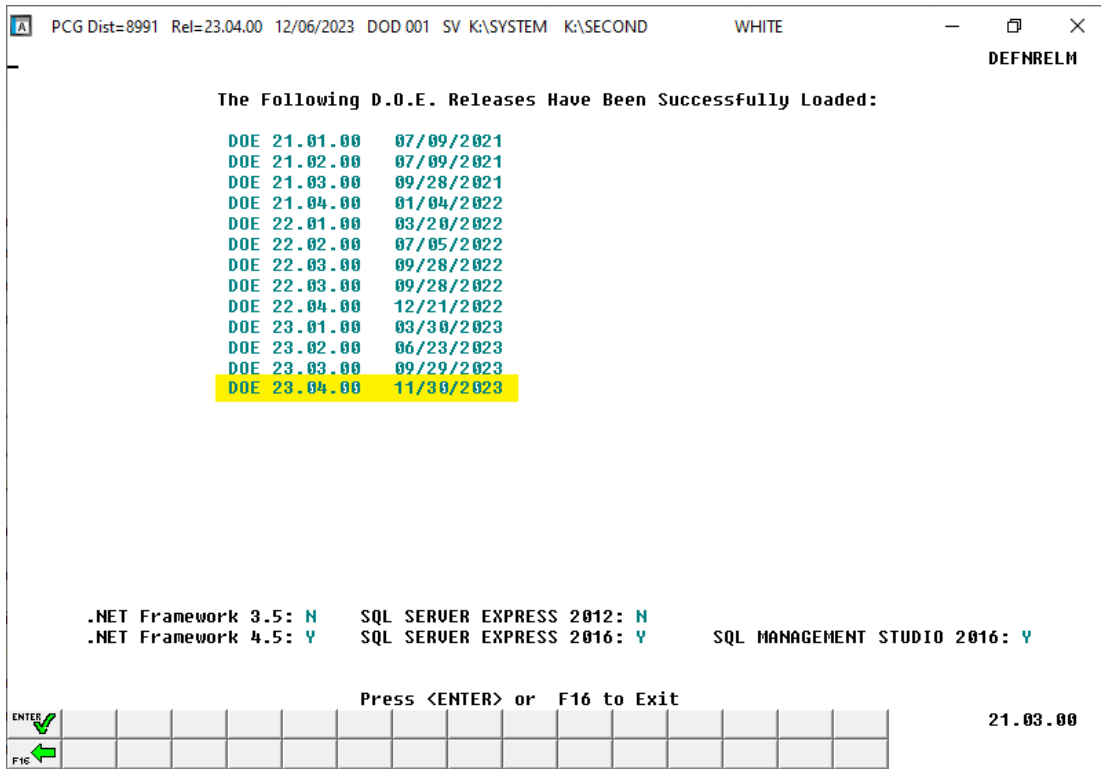 PCG Dist=8991 Rel=23.04.00 12/06/2023 DOD 001 SV K:\SYSTEM K:\SECOND WHITE
DEFNRELM
The Following D.O.E. Releases Have Been Successfully Loaded:
DOE 21.01.00 07/09/2021
DOE 21.02.00 07/09/2021
DOE 21.03.00 09/28/2021
DOE 21.04.00 01/04/2022
DOE 22.01.00 03/20/2022
DOE 22.02.00 07/05/2022
DOE 22.03.00 09/28/2022
DOE 22.03.00 09/28/2022
DOE 22.04.00 12/21/2022
DOE 23.01.00 03/30/2023
DOE 23.02.00 06/23/2023
DOE 23.03.00 09/29/2023
DOE 23.04.00 11/30/2023
.NET Framework 3.5: N SQL SERVER EXPRESS 2012: N
.NET Framework 4.5: Y SQL SERVER EXPRESS 2016: Y SQL MANAGEMENT STUDIO 2016: Y
Press <ENTER> or F16 to Exit
ENTER
21.03.00
F16